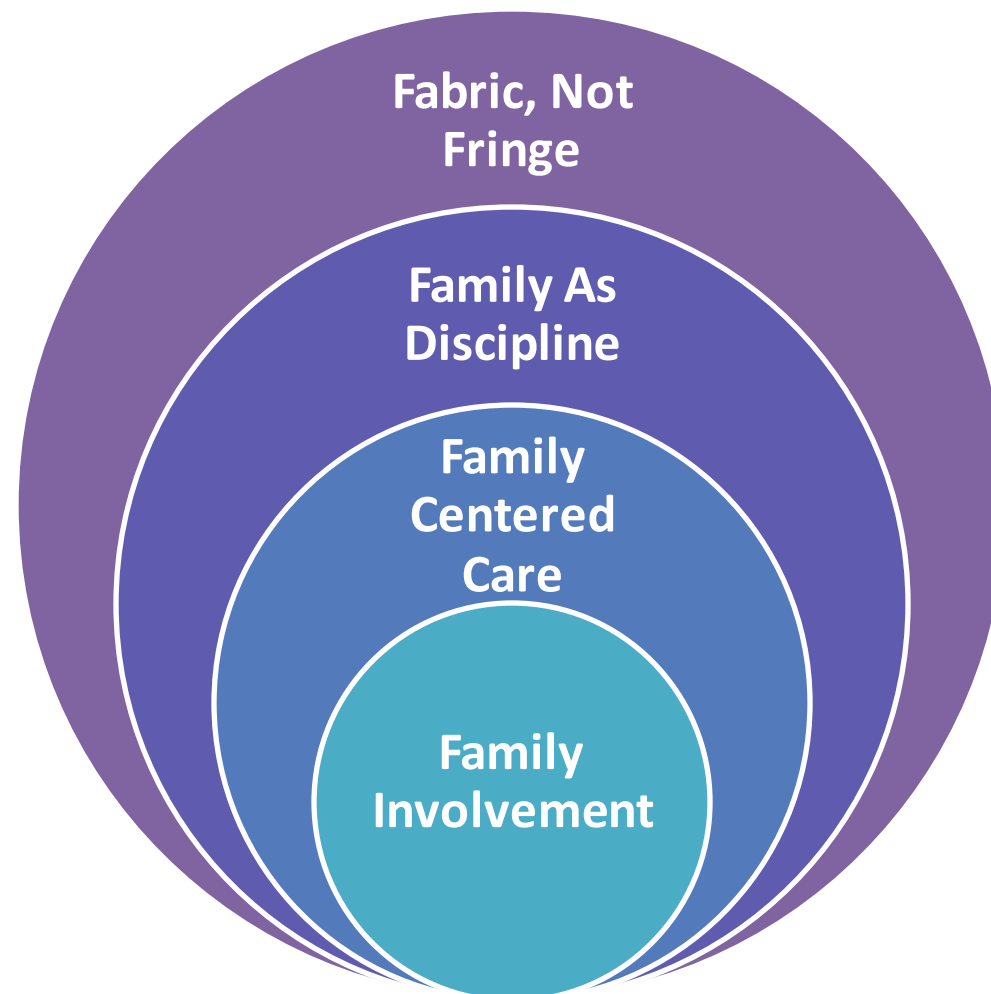 Fabric, Not
Fringe
Family As
Discipline
Family
Centered
Care
Family
Involvement